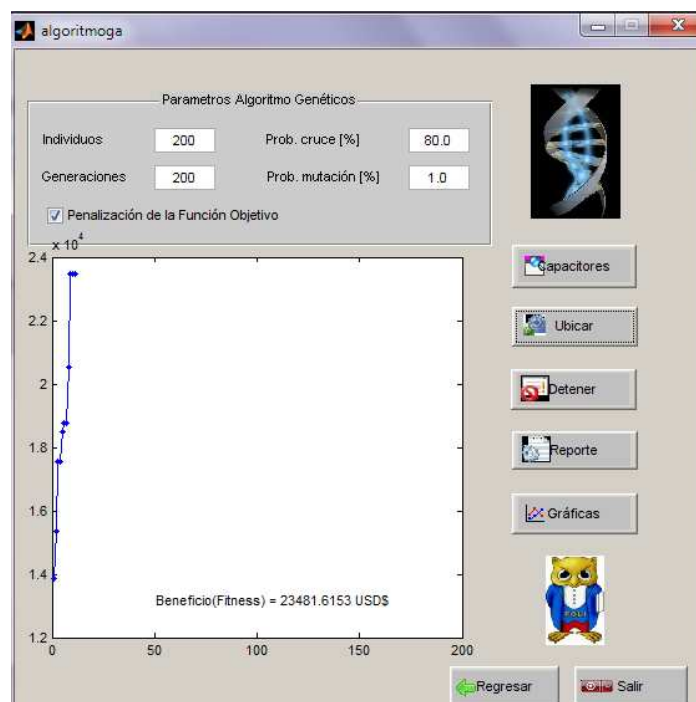 algoritmoga
Parametros Algoritmo Genéticos
Individuos 200 Prob. cruce [%] 80.0
Generaciones 200 Prob. mutación [%] 1.0
Penalización de la Función Objetivo
x 10^4
2.4
2.2
2
1.8
1.6
1.4
1.2
0 50 100 150 200
Beneficio(Fitness) = 23481.6153 USD$
Capacitores
Ubicar
Detener
Reporte
Gráficas
POLI
Regresar
Salir